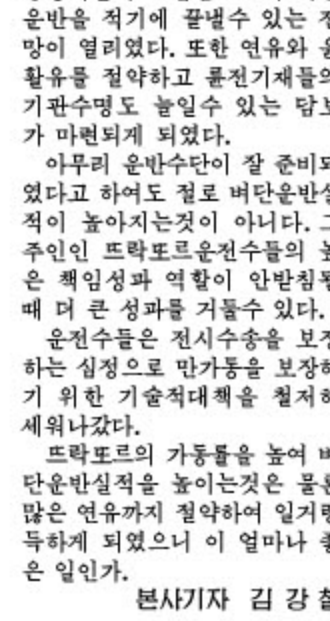 운반을 적기에 끝낼수 있는
망이 열리였다. 또한 연유와
활유를 절약하고 륜전기재들의
기관수명도 늘일수 있는 담보
가 마련되게 되였다.
아무리 운반수단이 잘 준비되
였다고 하여도 절로 벼단운반실
적이 높아지는것이 아니다.
주인인 뜨락또르운전수들의
은 책임성과 역할이 안받침될
때 더 큰 성과를 거둘수 있다.
운전수들은 전시수송을 보장
하는 심정으로 만가동을 보장하
기 위한 기술적대책을 철저히
세워나갔다.
뜨락또르의 가동률을 높여 벼
단운반실적을 높이는것은 물론
많은 연유까지 절약하여 일거량
득하게 되였으니 이 얼마나
은 일인가.
본사기자 김 강 철